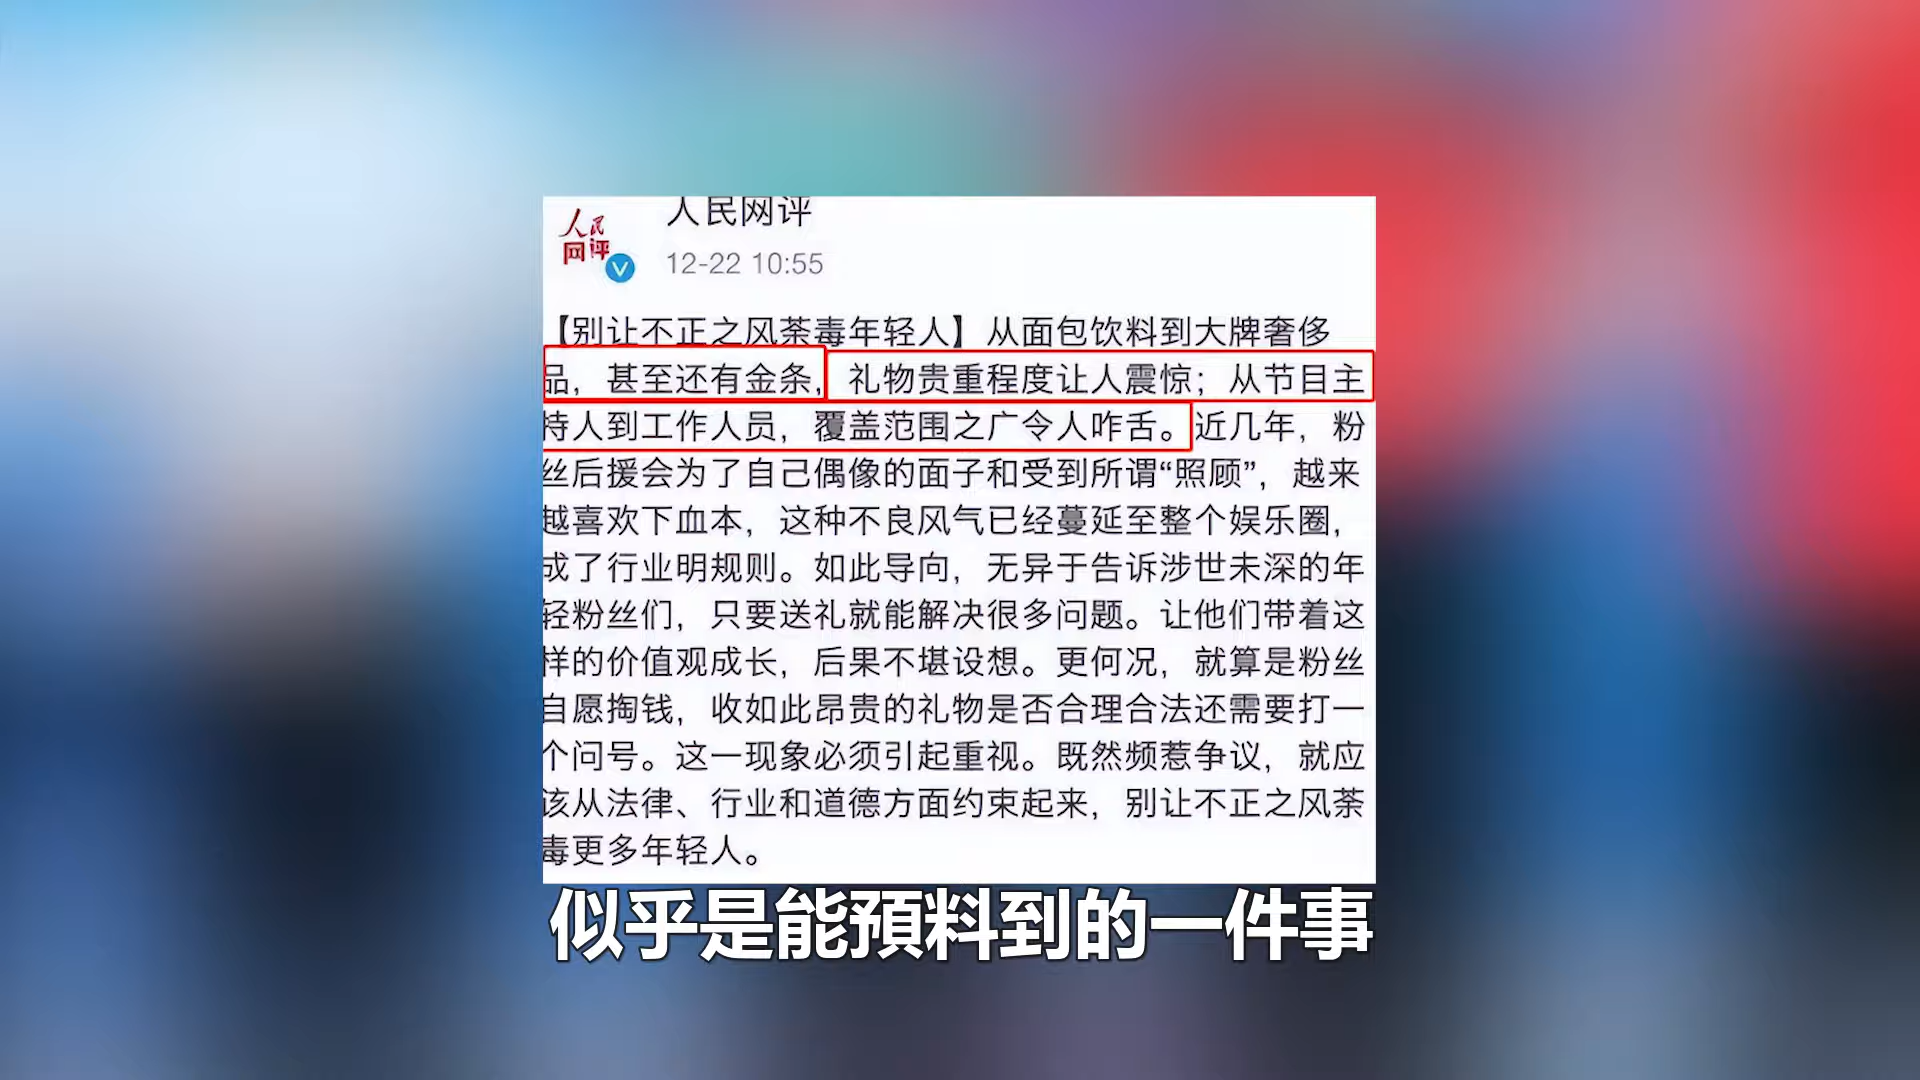 人民
网评
人民网评
12-22 10:55
【别让不正之风荼毒年轻人】从面包饮料到大牌奢侈
品，甚至还有金条，礼物贵重程度让人震惊；从节目主
持人到工作人员，覆盖范围之广令人咋舌。近几年，粉
丝后援会为了自己偶像的面子和受到所谓“照顾”，越来
越喜欢下血本，这种不良风气已经蔓延至整个娱乐圈，
成了行业明规则。如此导向，无异于告诉涉世未深的年
轻粉丝们，只要送礼就能解决很多问题。让他们带着这
样的价值观成长，后果不堪设想。更何况，就算是粉丝
自愿掏钱，收如此昂贵的礼物是否合理合法还需要打一
个问号。这一现象必须引起重视。既然频惹争议，就应
该从法律、行业和道德方面约束起来，别让不正之风荼
毒更多年轻人。
似乎是能預料到的一件事